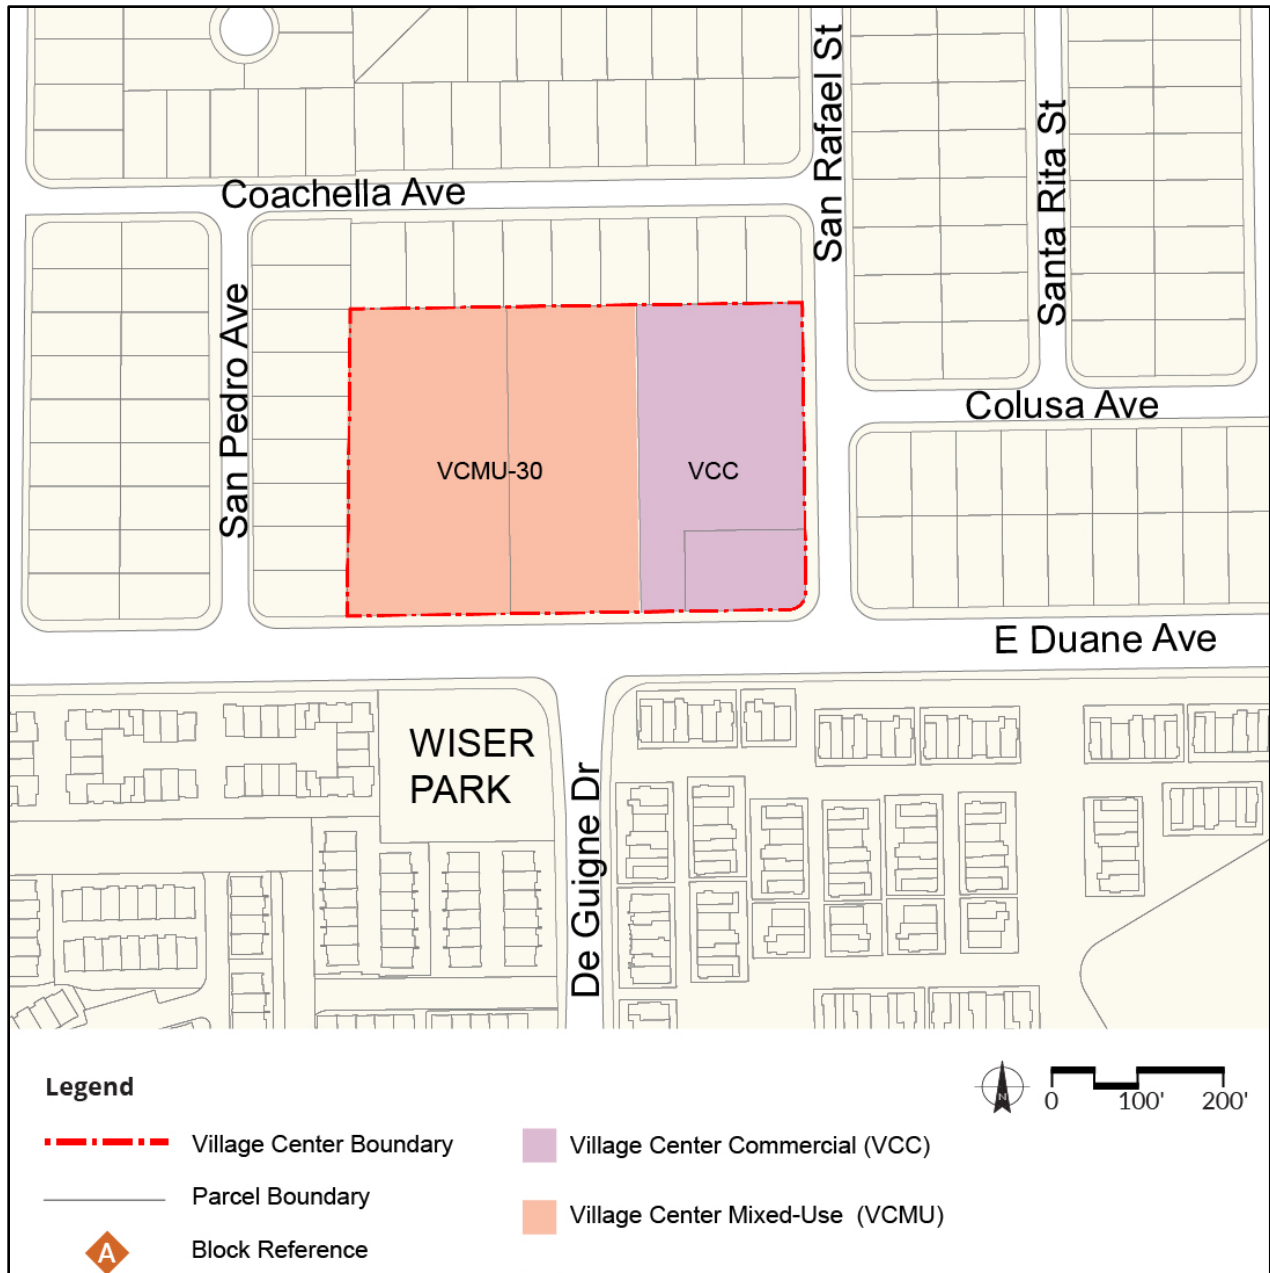 San Rafael St
Santa Rita St
Coachella Ave
San Pedro Ave
Colusa Ave
VCMU-30
VCC
E Duane Ave
WISER
PARK
De Guigne Dr
Legend
Village Center Boundary
Parcel Boundary
A
Block Reference
Village Center Commercial (VCC)
Village Center Mixed-Use (VCMU)
N
0 100' 200'